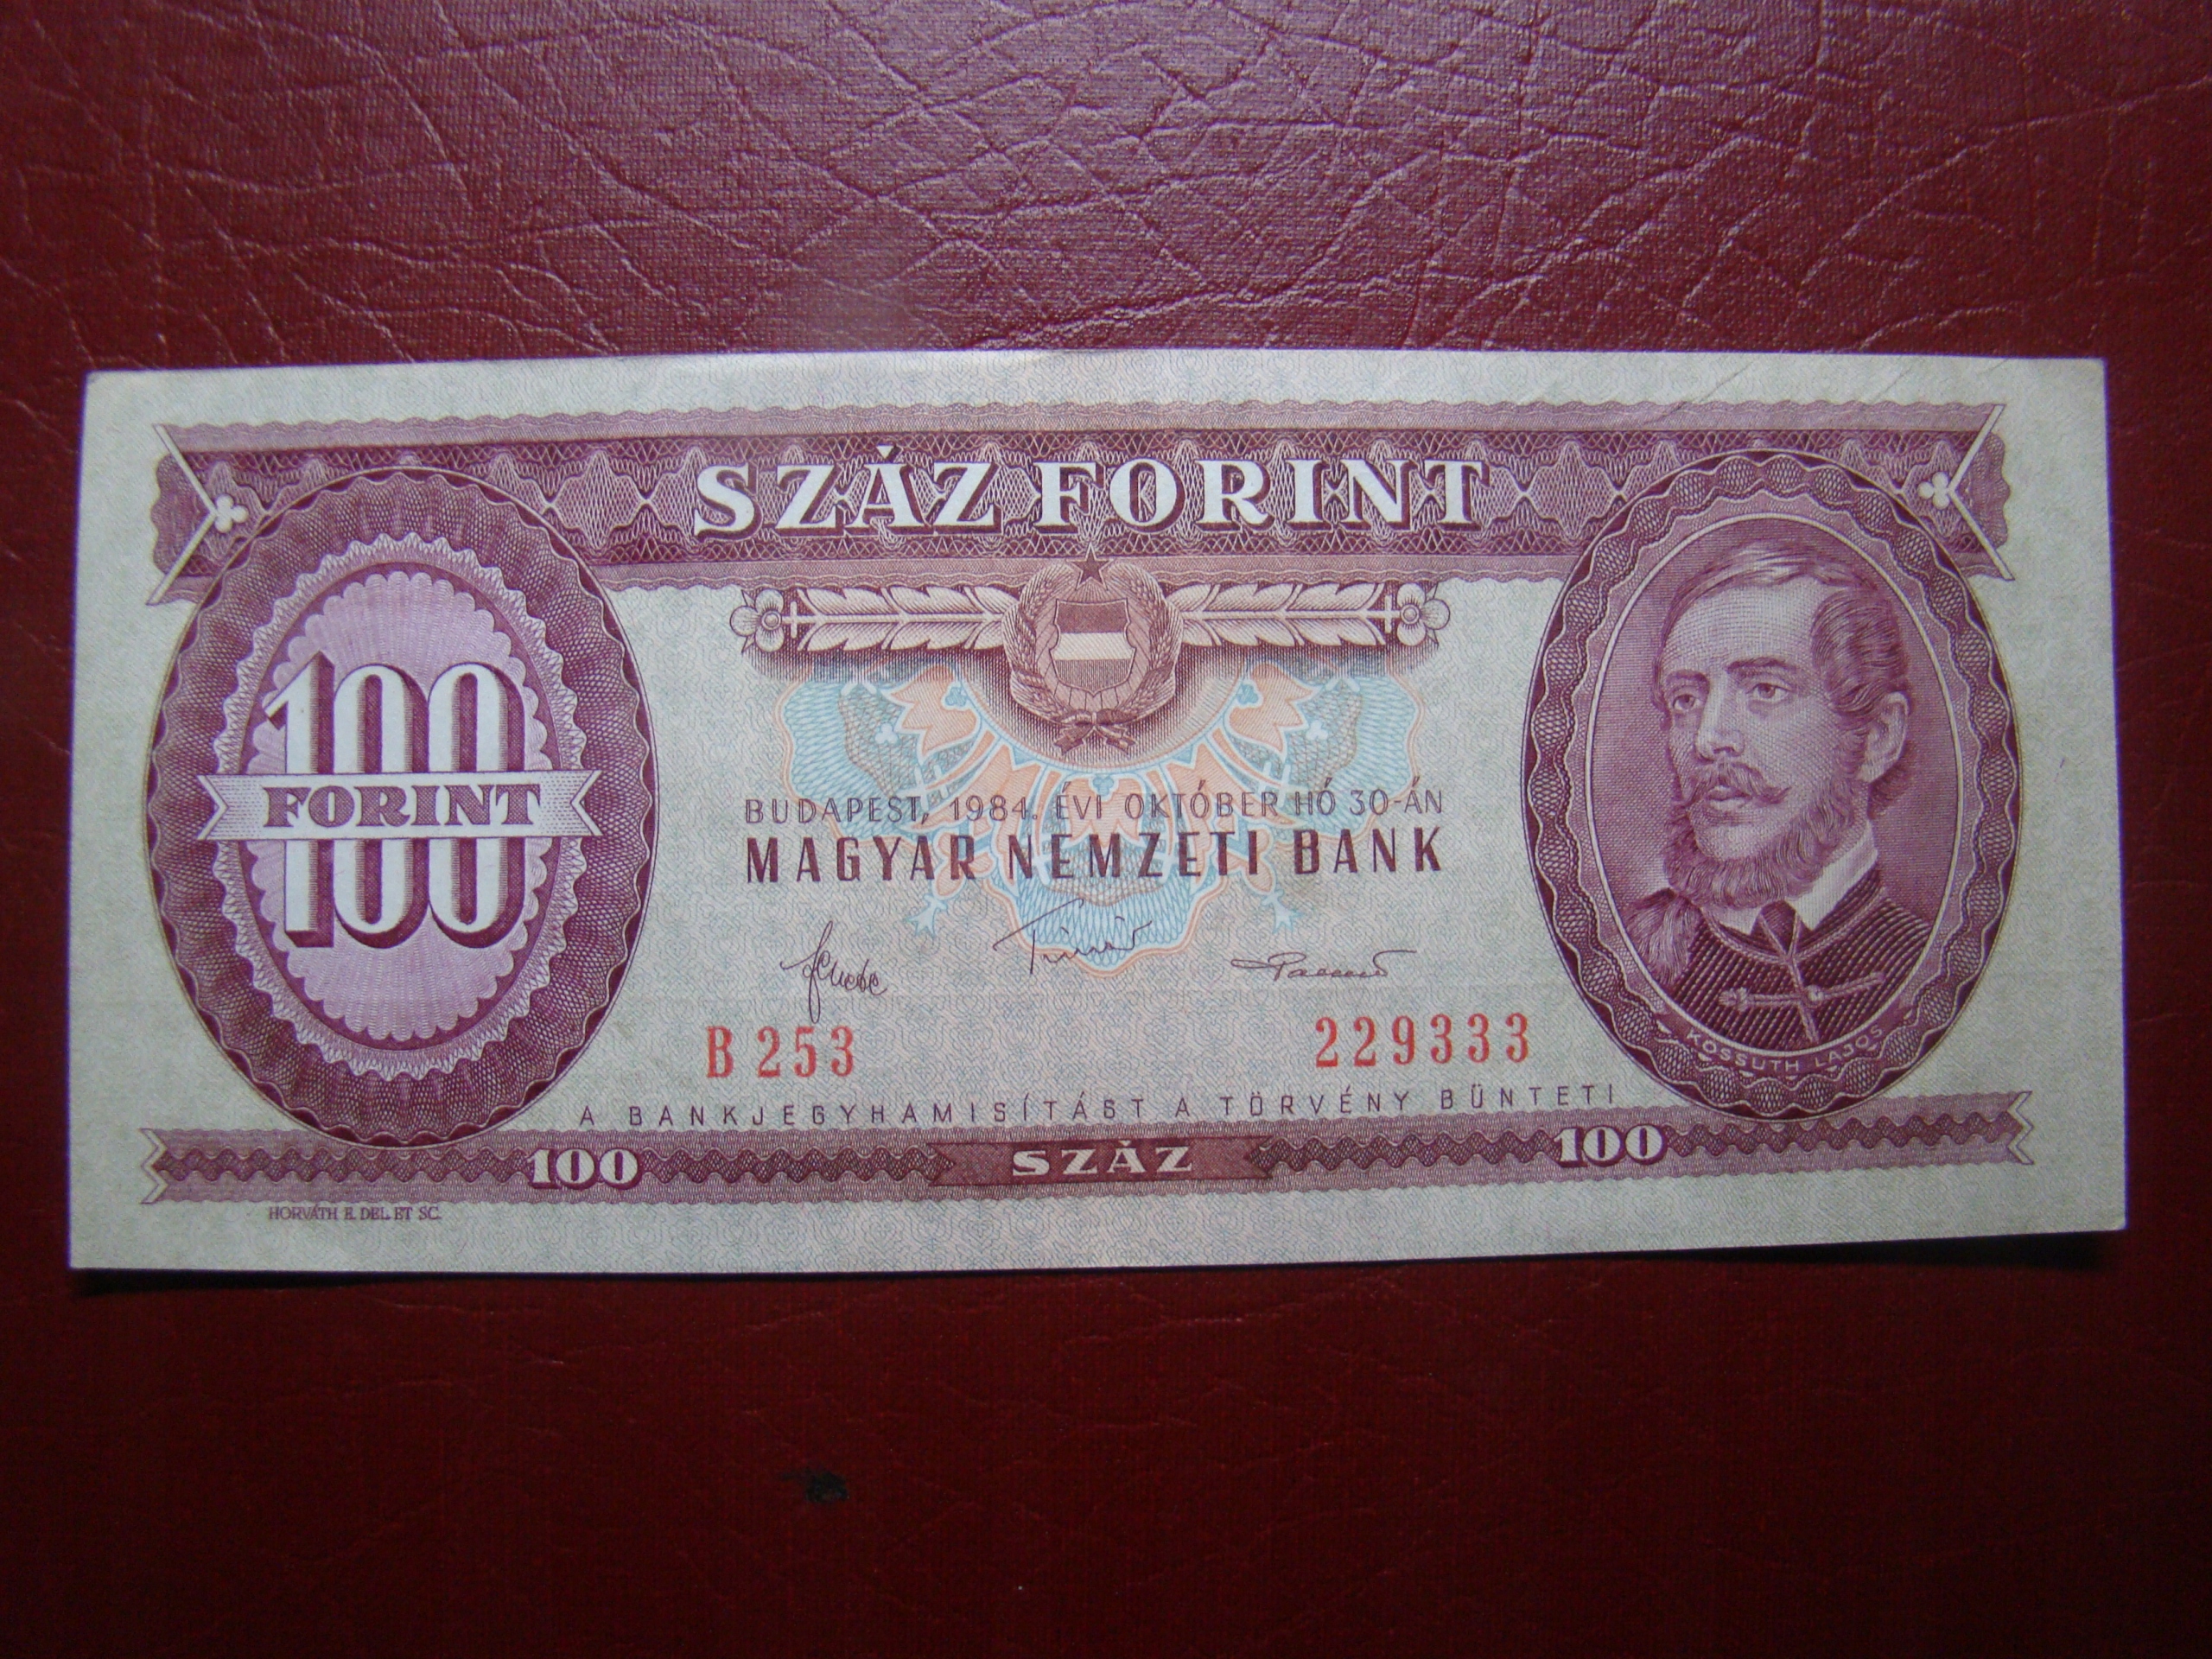 SZÁZ FORINT
100
FORINT
100
BUDAPEST, 1984. ÉVI OKTÓBER HÓ 30-ÁN
MAGYAR NEMZETI BANK
B 253
229333
KOSSUTH LAJOS
A BANKJEGYHAMISÍTÁST A TÖRVÉNY BÜNTETI
100 SZÁZ 100
HORVÁTH E. DEL. ET SC.